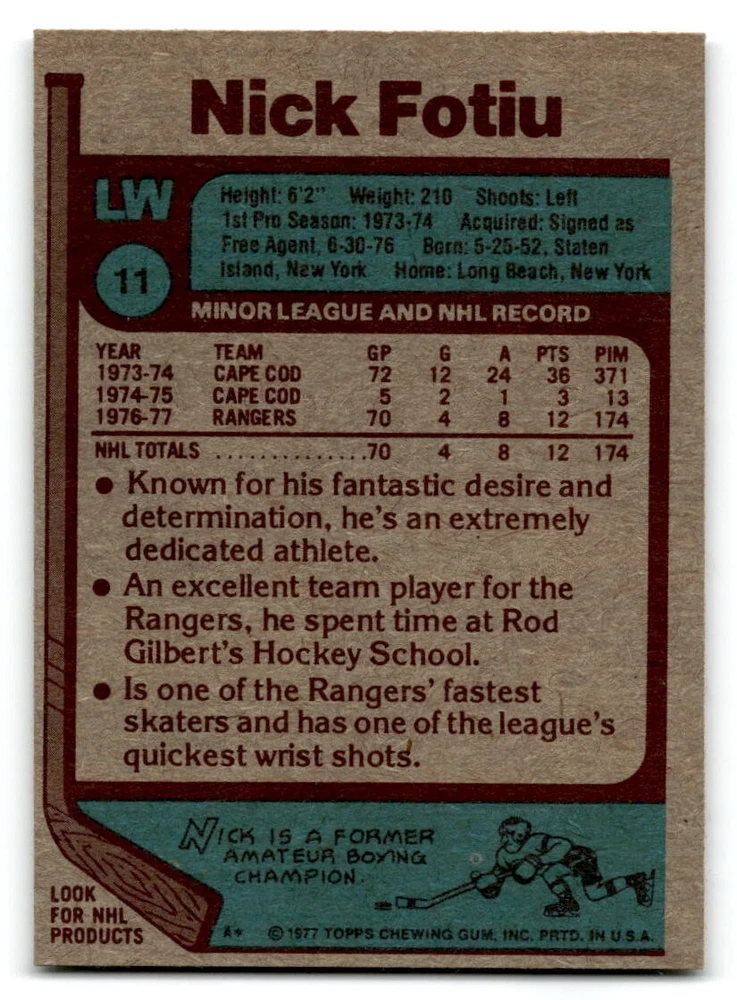 Nick Fotiu
LW
Height: 6'2" Weight: 210 Shoots: Left
1st Pro Season: 1973-74 Acquired: Signed as
Free Agent, 6-30-76 Born: 5-25-52, Staten
Island, New York Home: Long Beach, New York
11
MINOR LEAGUE AND NHL RECORD
YEAR TEAM GP G A PTS PIM
1973-74 CAPE COD 72 12 24 36 371
1974-75 CAPE COD 5 2 1 3 13
1976-77 RANGERS 70 4 8 12 174
NHL TOTALS ..............70 4 8 12 174
● Known for his fantastic desire and
determination, he's an extremely
dedicated athlete.
● An excellent team player for the
Rangers, he spent time at Rod
Gilbert's Hockey School.
● Is one of the Rangers' fastest
skaters and has one of the league's
quickest wrist shots.
NICK IS A FORMER
AMATEUR BOXING
CHAMPION.
LOOK
FOR NHL
PRODUCTS
A* © 1977 TOPPS CHEWING GUM, INC. PRTD. IN U.S.A.